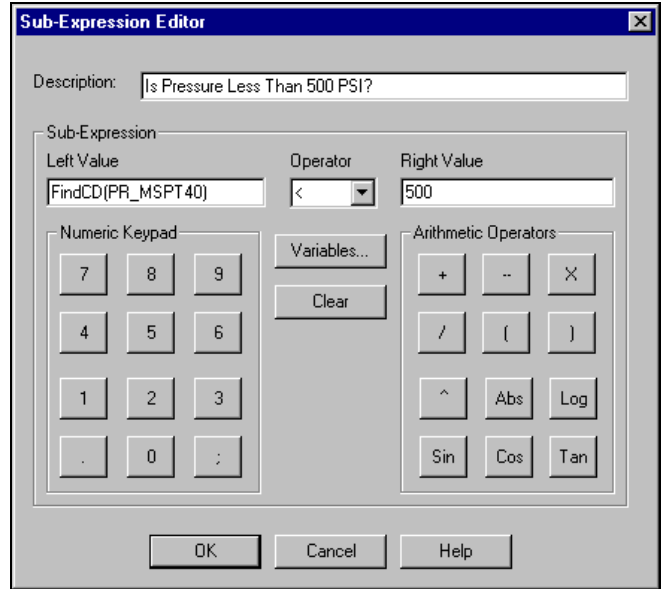 Sub-Expression Editor
Description: Is Pressure Less Than 500 PSI?
Sub-Expression
Left Value Operator Right Value
FindCD(PR_MSPT40) < 500
Numeric Keypad Variables... Arithmetic Operators
7 8 9 + -- X
Clear
4 5 6 / ( )
1 2 3 ^ Abs Log
. 0 ; Sin Cos Tan
OK Cancel Help